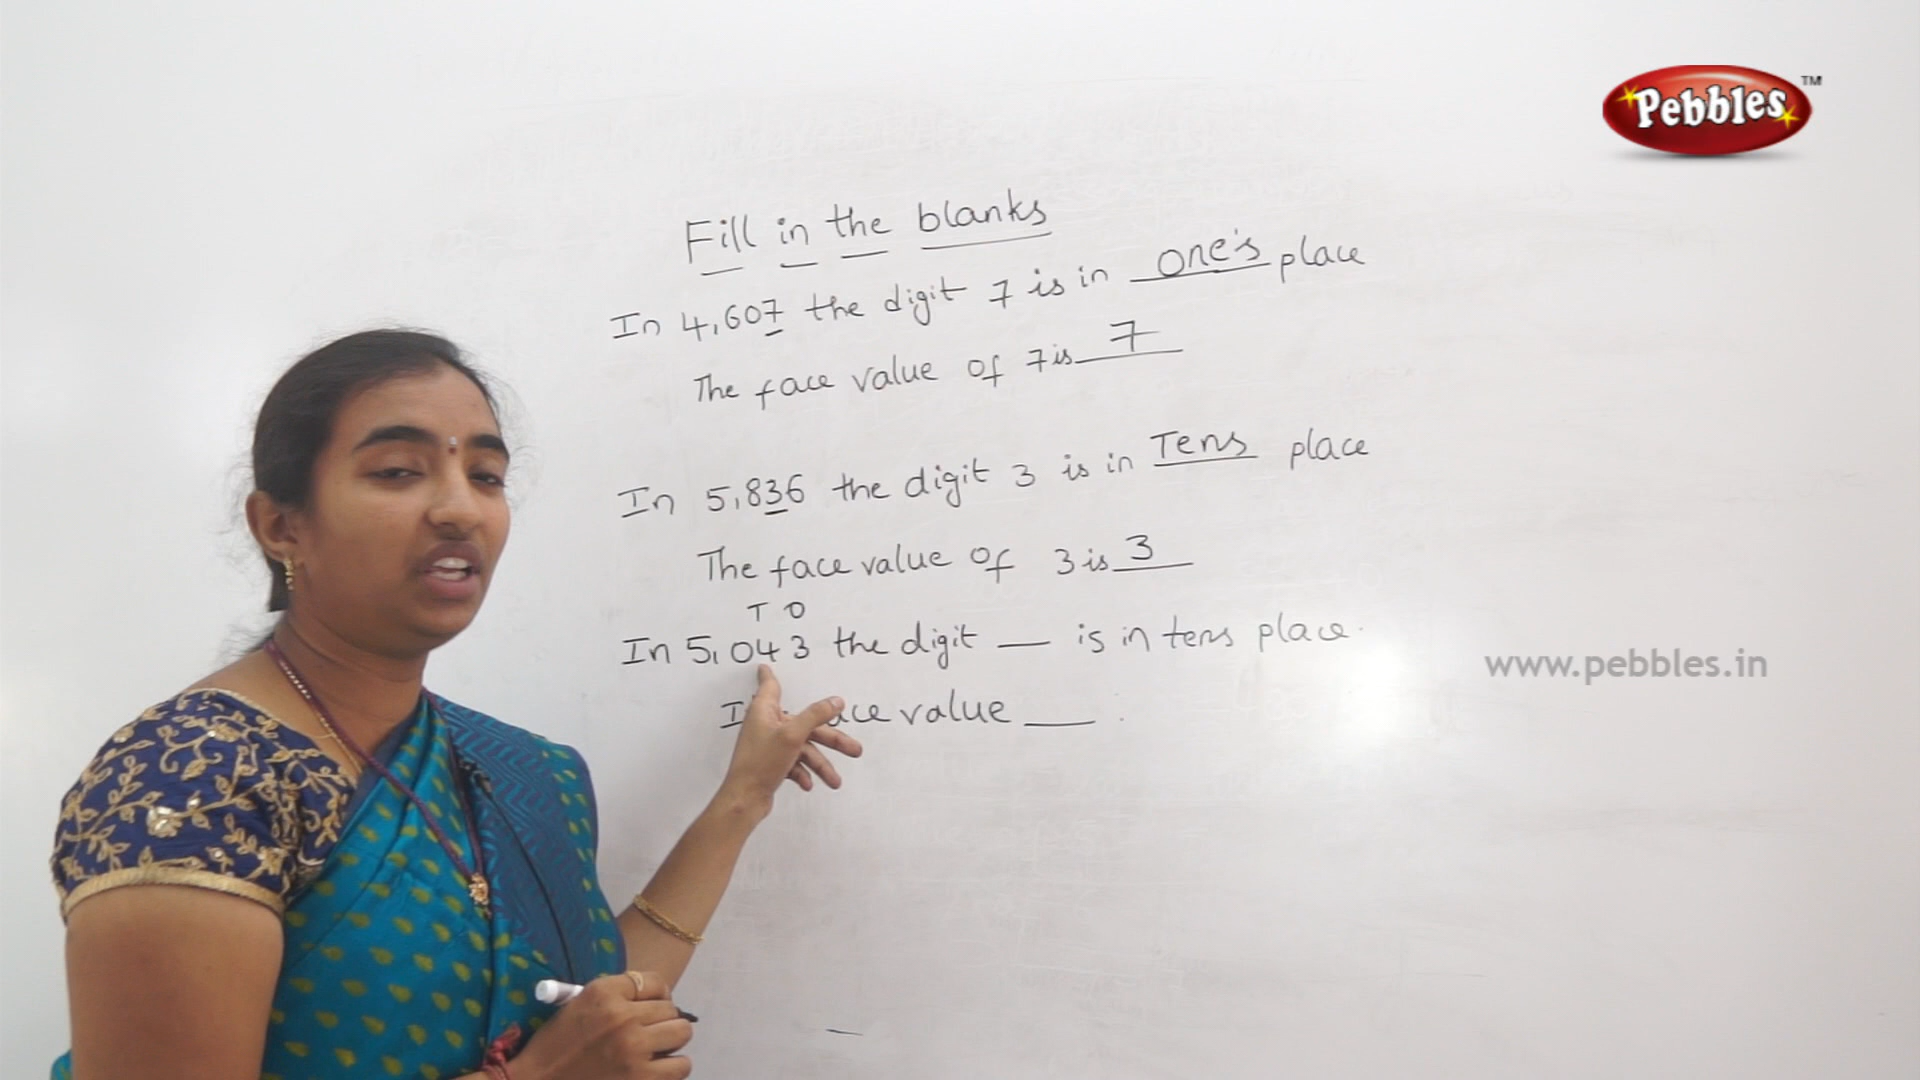 Pebbles TM
Fill in the blanks
In 4,607 the digit 7 is in one's place
The face value of 7 is 7
In 5,836 the digit 3 is in Tens place
The face value of 3 is 3
T O
In 5,043 the digit __ is in tens place.
value ___.
www.pebbles.in